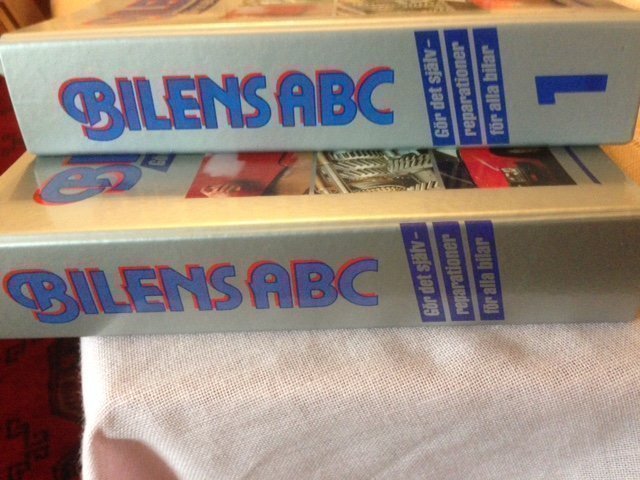 BILENS ABC
Gör det själv-
reparationer
för alla bilar
1
BILENS ABC
Gör det själv-
reparationer
för alla bilar